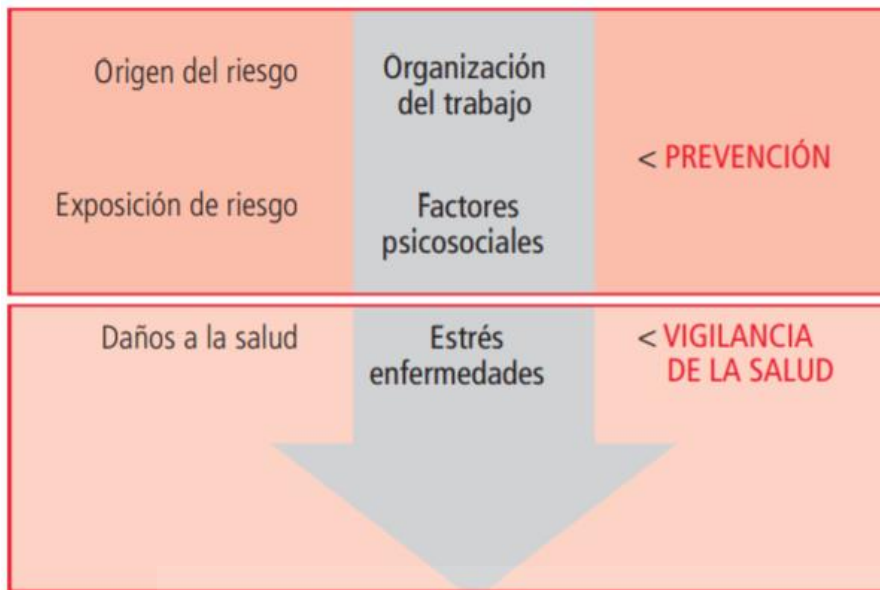 Origen del riesgo
Organización
del trabajo
< PREVENCIÓN
Exposición de riesgo
Factores
psicosociales
Daños a la salud
Estrés
enfermedades
< VIGILANCIA
DE LA SALUD